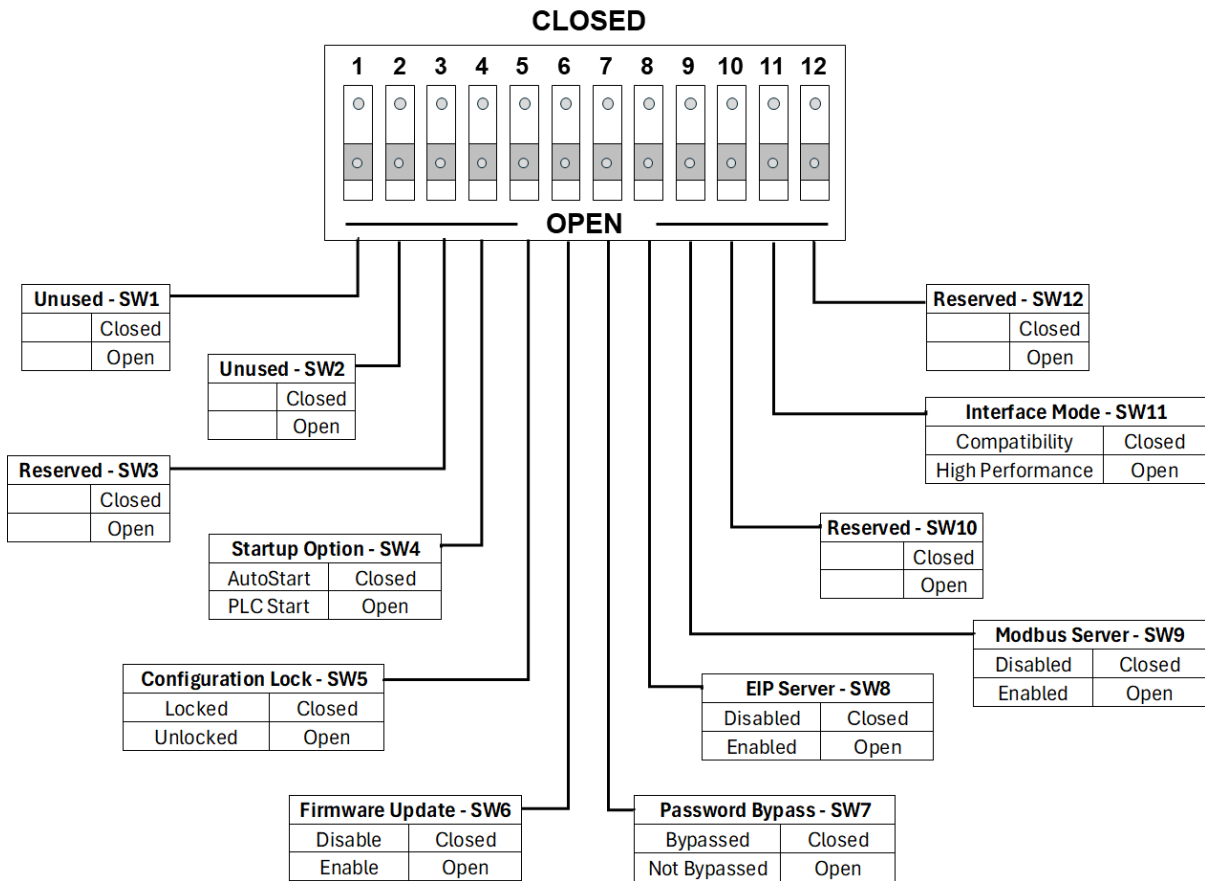 CLOSED
1 2 3 4 5 6 7 8 9 10 11 12
OPEN
Unused - SW1
Closed
Open
Unused - SW2
Closed
Open
Reserved - SW3
Closed
Open
Startup Option - SW4
AutoStart Closed
PLC Start Open
Configuration Lock - SW5
Locked Closed
Unlocked Open
Firmware Update - SW6
Disable Closed
Enable Open
Password Bypass - SW7
Bypassed Closed
Not Bypassed Open
EIP Server - SW8
Disabled Closed
Enabled Open
Modbus Server - SW9
Disabled Closed
Enabled Open
Reserved - SW10
Closed
Open
Interface Mode - SW11
Compatibility Closed
High Performance Open
Reserved - SW12
Closed
Open